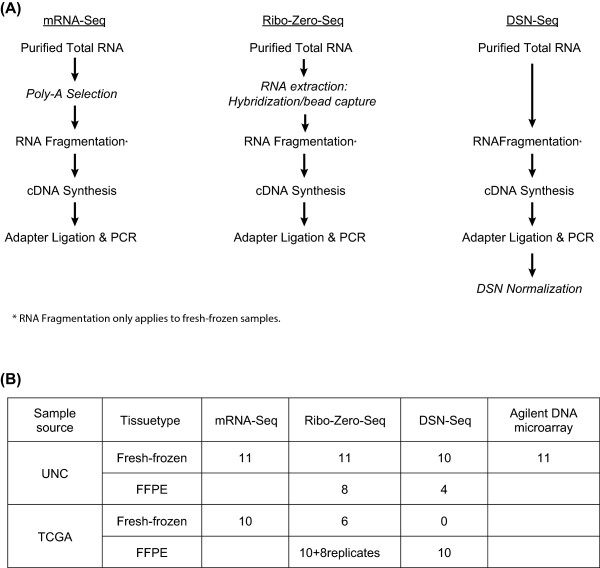 (A)
mRNA-Seq
Purified Total RNA
Poly-A Selection
RNA Fragmentation*
cDNA Synthesis
Adapter Ligation & PCR
Ribo-Zero-Seq
Purified Total RNA
RNA extraction:
Hybridization/bead capture
RNA Fragmentation*
cDNA Synthesis
Adapter Ligation & PCR
DSN-Seq
Purified Total RNA
RNAFragmentation*
cDNA Synthesis
Adapter Ligation & PCR
DSN Normalization
* RNA Fragmentation only applies to fresh-frozen samples.
(B)
Sample source Tissuetype mRNA-Seq Ribo-Zero-Seq DSN-Seq Agilent DNA microarray
UNC Fresh-frozen 11 11 10 11
FFPE 8 4
TCGA Fresh-frozen 10 6 0
FFPE 10+8replicates 10